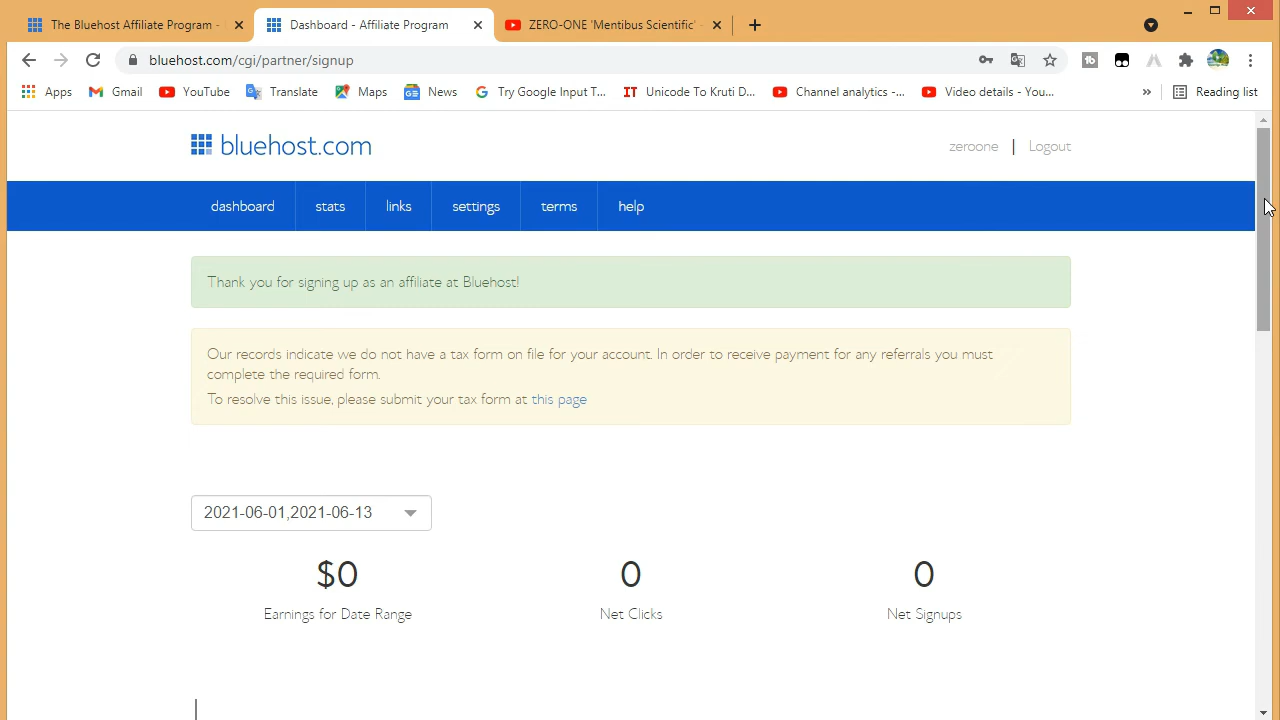 The Bluehost Affiliate Program -
Dashboard - Affiliate Program
ZERO-ONE 'Mentibus Scientific' -
bluehost.com/cgi/partner/signup
Apps
Gmail
YouTube
Translate
Maps
News
Try Google Input T...
Unicode To Kruti D...
Channel analytics -...
Video details - You...
»
Reading list
bluehost.com
zeroone | Logout
dashboard
stats
links
settings
terms
help
Thank you for signing up as an affiliate at Bluehost!
Our records indicate we do not have a tax form on file for your account. In order to receive payment for any referrals you must
complete the required form.
To resolve this issue, please submit your tax form at this page
2021-06-01,2021-06-13
$0
0
0
Earnings for Date Range
Net Clicks
Net Signups